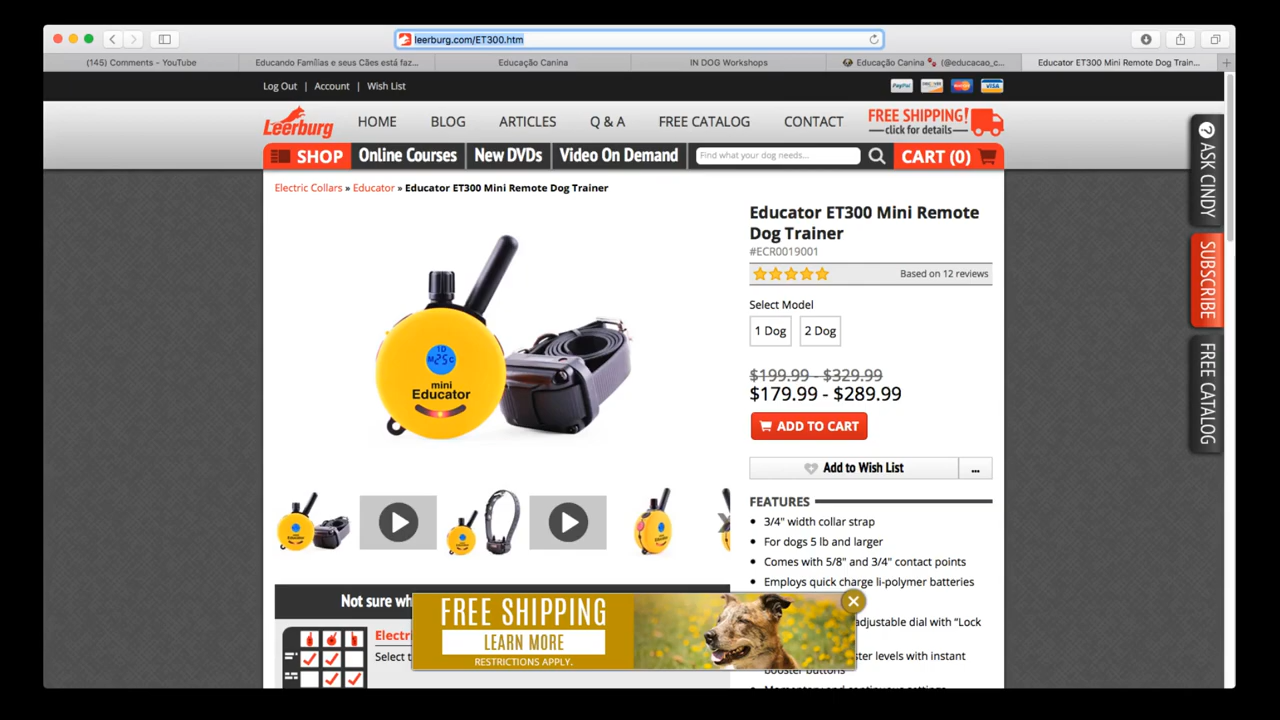 leerburg.com/ET300.htm
(145) Comments - YouTube
Educando Famílias e seus Cães está faz...
Educação Canina
IN DOG Workshops
Educação Canina 🐾 (@educacao_c...
Educator ET300 Mini Remote Dog Train...
Log Out | Account | Wish List
PayPal DISCOVER MasterCard VISA
Leerburg
HOME BLOG ARTICLES Q & A FREE CATALOG CONTACT
FREE SHIPPING!
click for details
SHOP Online Courses New DVDs Video On Demand Find what your dog needs... CART (0)
? ASK CINDY
SUBSCRIBE
FREE CATALOG
Electric Collars » Educator » Educator ET300 Mini Remote Dog Trainer
1D
M25C
mini
Educator
Educator ET300 Mini Remote
Dog Trainer
#ECR0019001
Based on 12 reviews
Select Model
1 Dog 2 Dog
$199.99 - $329.99
$179.99 - $289.99
ADD TO CART
Add to Wish List ...
FEATURES
3/4" width collar strap
For dogs 5 lb and larger
Comes with 5/8" and 3/4" contact points
Employs quick charge li-polymer batteries
adjustable dial with “Lock
levels with instant
booster buttons
Not sure
Electri
Select
FREE SHIPPING
LEARN MORE
RESTRICTIONS APPLY.